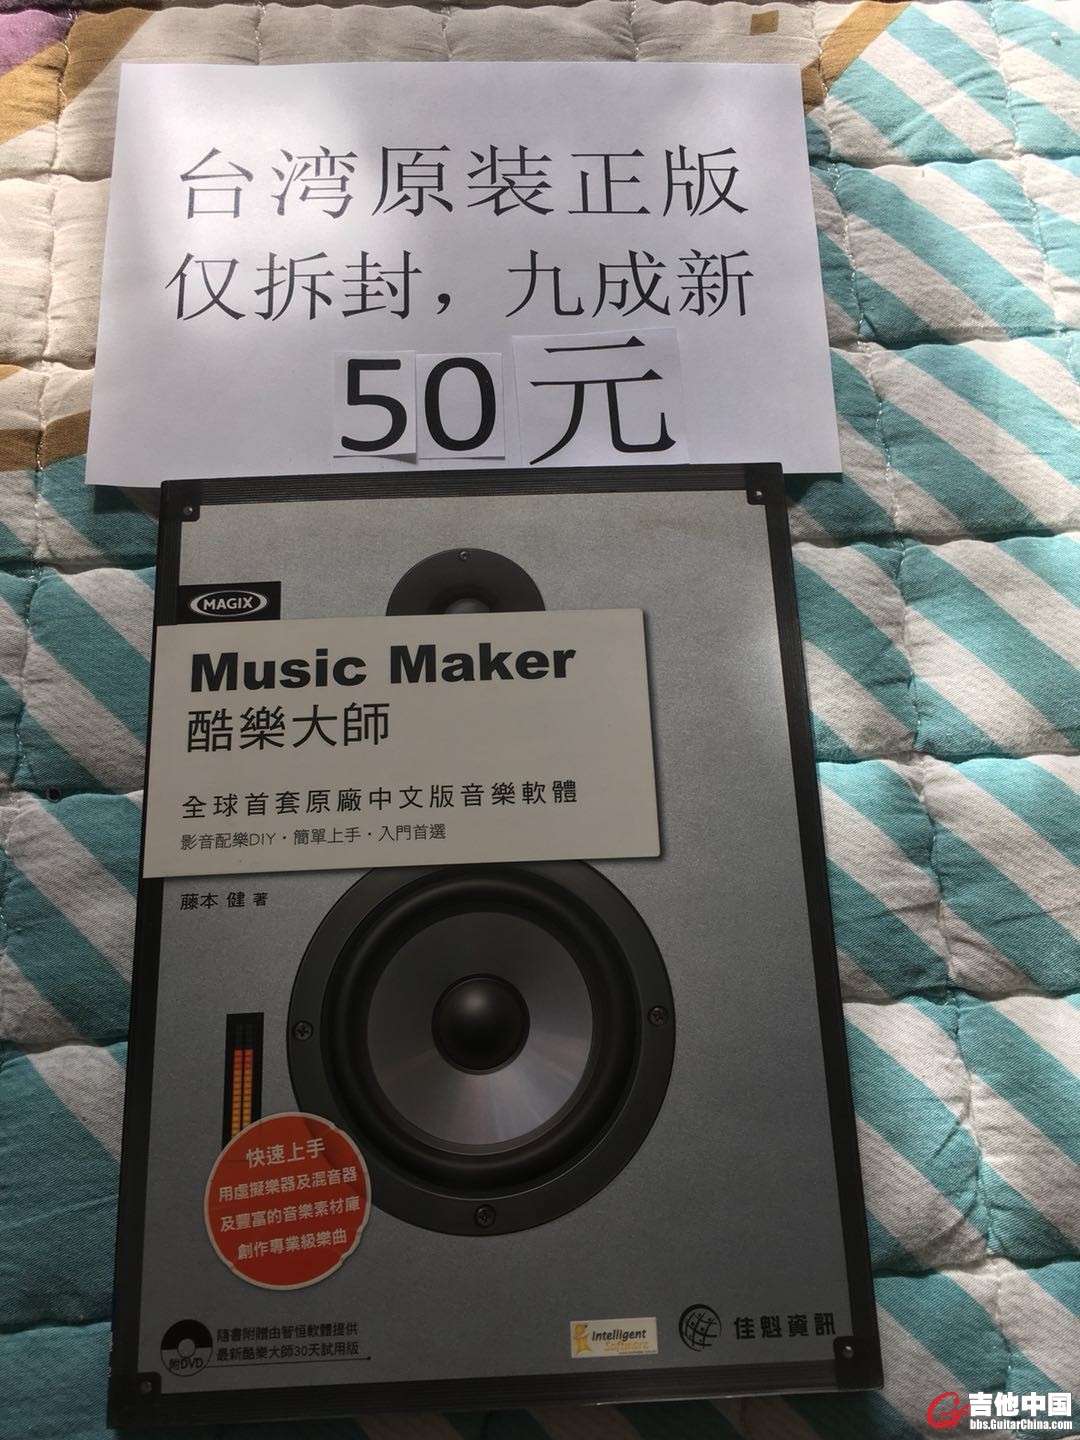 台湾原装正版
仅拆封，九成新
50元
MAGIX
Music Maker
酷樂大師
全球首套原廠中文版音樂軟體
影音配樂DIY・簡單上手・入門首選
藤本 健 著
快速上手
用虛擬樂器及混音器
及豐富的音樂素材庫
創作專業級樂曲
附DVD
隨書附贈由智恒軟體提供
最新酷樂大師30天試用版
Intelligent
Software
佳魁資訊
吉他中国
bbs.GuitarChina.com